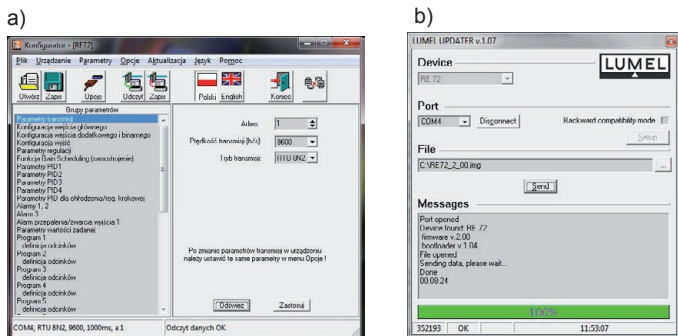 a)
Konfigurator - [RE72]
Plik Urządzenie Parametry Opcje Aktualizacja Język Pomoc
Utwórz Zapis Opcje Odczyt Zapis Polski English Koniec
Grupy parametrów
Parametry transmisji
Konfiguracja wejścia głównego
Konfiguracja wejścia dodatkowego i binarnego
Konfiguracja wyjść
Parametry regulacji
Funkcja Gain Scheduling (samostrojenie)
Parametry PID1
Parametry PID2
Parametry PID3
Parametry PID4
Parametry PID dla chłodzenia/reg. krokowej
Alarmy 1, 2
Alarm 3
Alarm przepalenia/zwarcia wyjścia 1
Parametry wartości zadanej
Program 1
definicja odcinków
Program 2
definicja odcinków
Program 3
definicja odcinków
Program 4
definicja odcinków
Program 5
definicja odcinków
Adres: 1
Prędkość transmisji [b/s]: 9600
Tryb transmisji: RTU 8N2
Po zmianie parametrów transmisji w urządzeniu
należy ustawić te same parametry w menu Opcje !
Odśwież Zastosuj
COM4, RTU 8N2, 9600, 1000ms, a 1 Odczyt danych OK
b)
LUMEL UPDATER v.1.07
Device
LUMEL
RE 72
Port
COM4 Disconnect Backward compatibility mode
Setup
File
C:\RE72_2_00.img ...
Send
Messages
Port opened
Device found: RE 72
firmware v.2.00
bootloader v 1.04
File opened
Sending data, please wait...
Done
00:08:24
100%
352193 OK 11:53:07